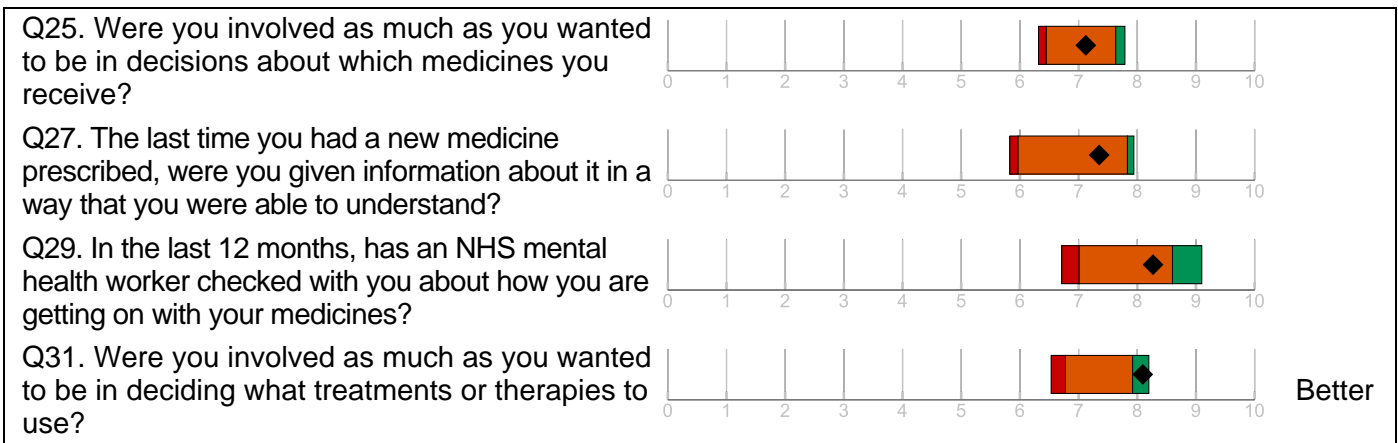 Q25. Were you involved as much as you wanted
to be in decisions about which medicines you
receive?
0 1 2 3 4 5 6 7 8 9 10
Q27. The last time you had a new medicine
prescribed, were you given information about it in a
way that you were able to understand?
0 1 2 3 4 5 6 7 8 9 10
Q29. In the last 12 months, has an NHS mental
health worker checked with you about how you are
getting on with your medicines?
0 1 2 3 4 5 6 7 8 9 10
Q31. Were you involved as much as you wanted
to be in deciding what treatments or therapies to
use?
0 1 2 3 4 5 6 7 8 9 10
Better